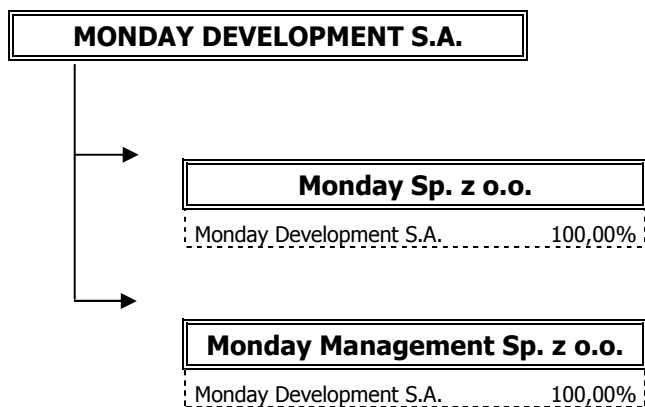 MONDAY DEVELOPMENT S.A.
Monday Sp. z o.o.
Monday Development S.A. 100,00%
Monday Management Sp. z o.o.
Monday Development S.A. 100,00%